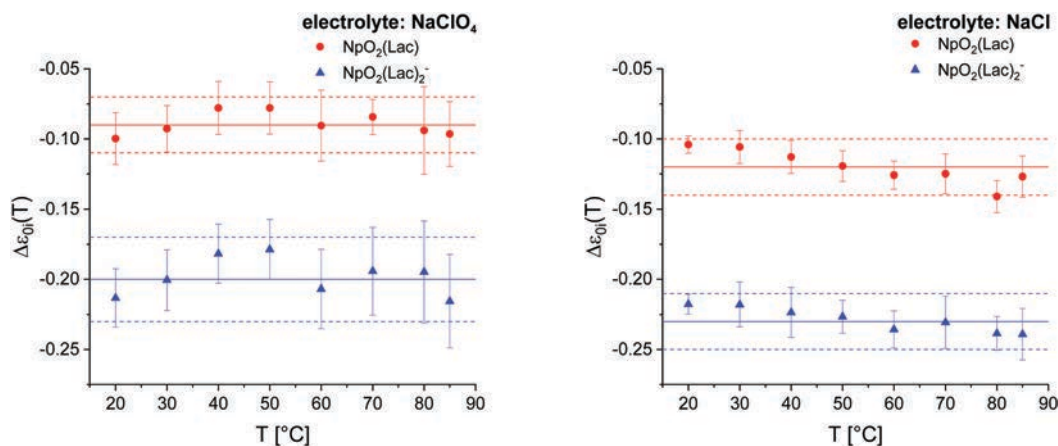 electrolyte: NaClO₄
NpO₂(Lac)
NpO₂(Lac)₂⁻
-0.05
-0.10
-0.15
-0.20
-0.25
Δε₀ᵢ(T)
20 30 40 50 60 70 80 90
T [°C]
electrolyte: NaCl
NpO₂(Lac)
NpO₂(Lac)₂⁻
-0.05
-0.10
-0.15
-0.20
-0.25
Δε₀ᵢ(T)
20 30 40 50 60 70 80 90
T [°C]